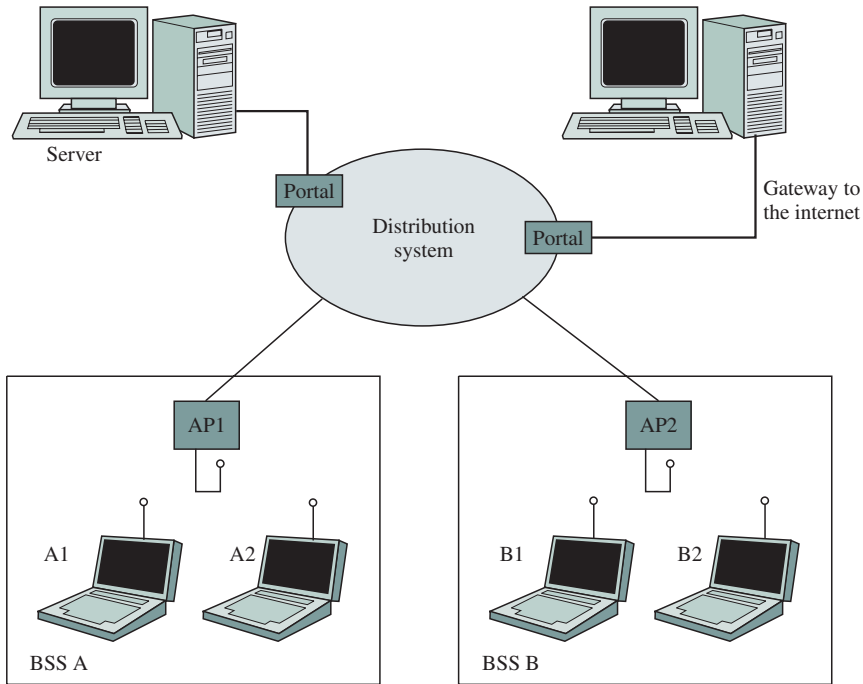 Server
Portal
Gateway to
the internet
Distribution
system
Portal
AP1
AP2
A1
A2
B1
B2
BSS A
BSS B